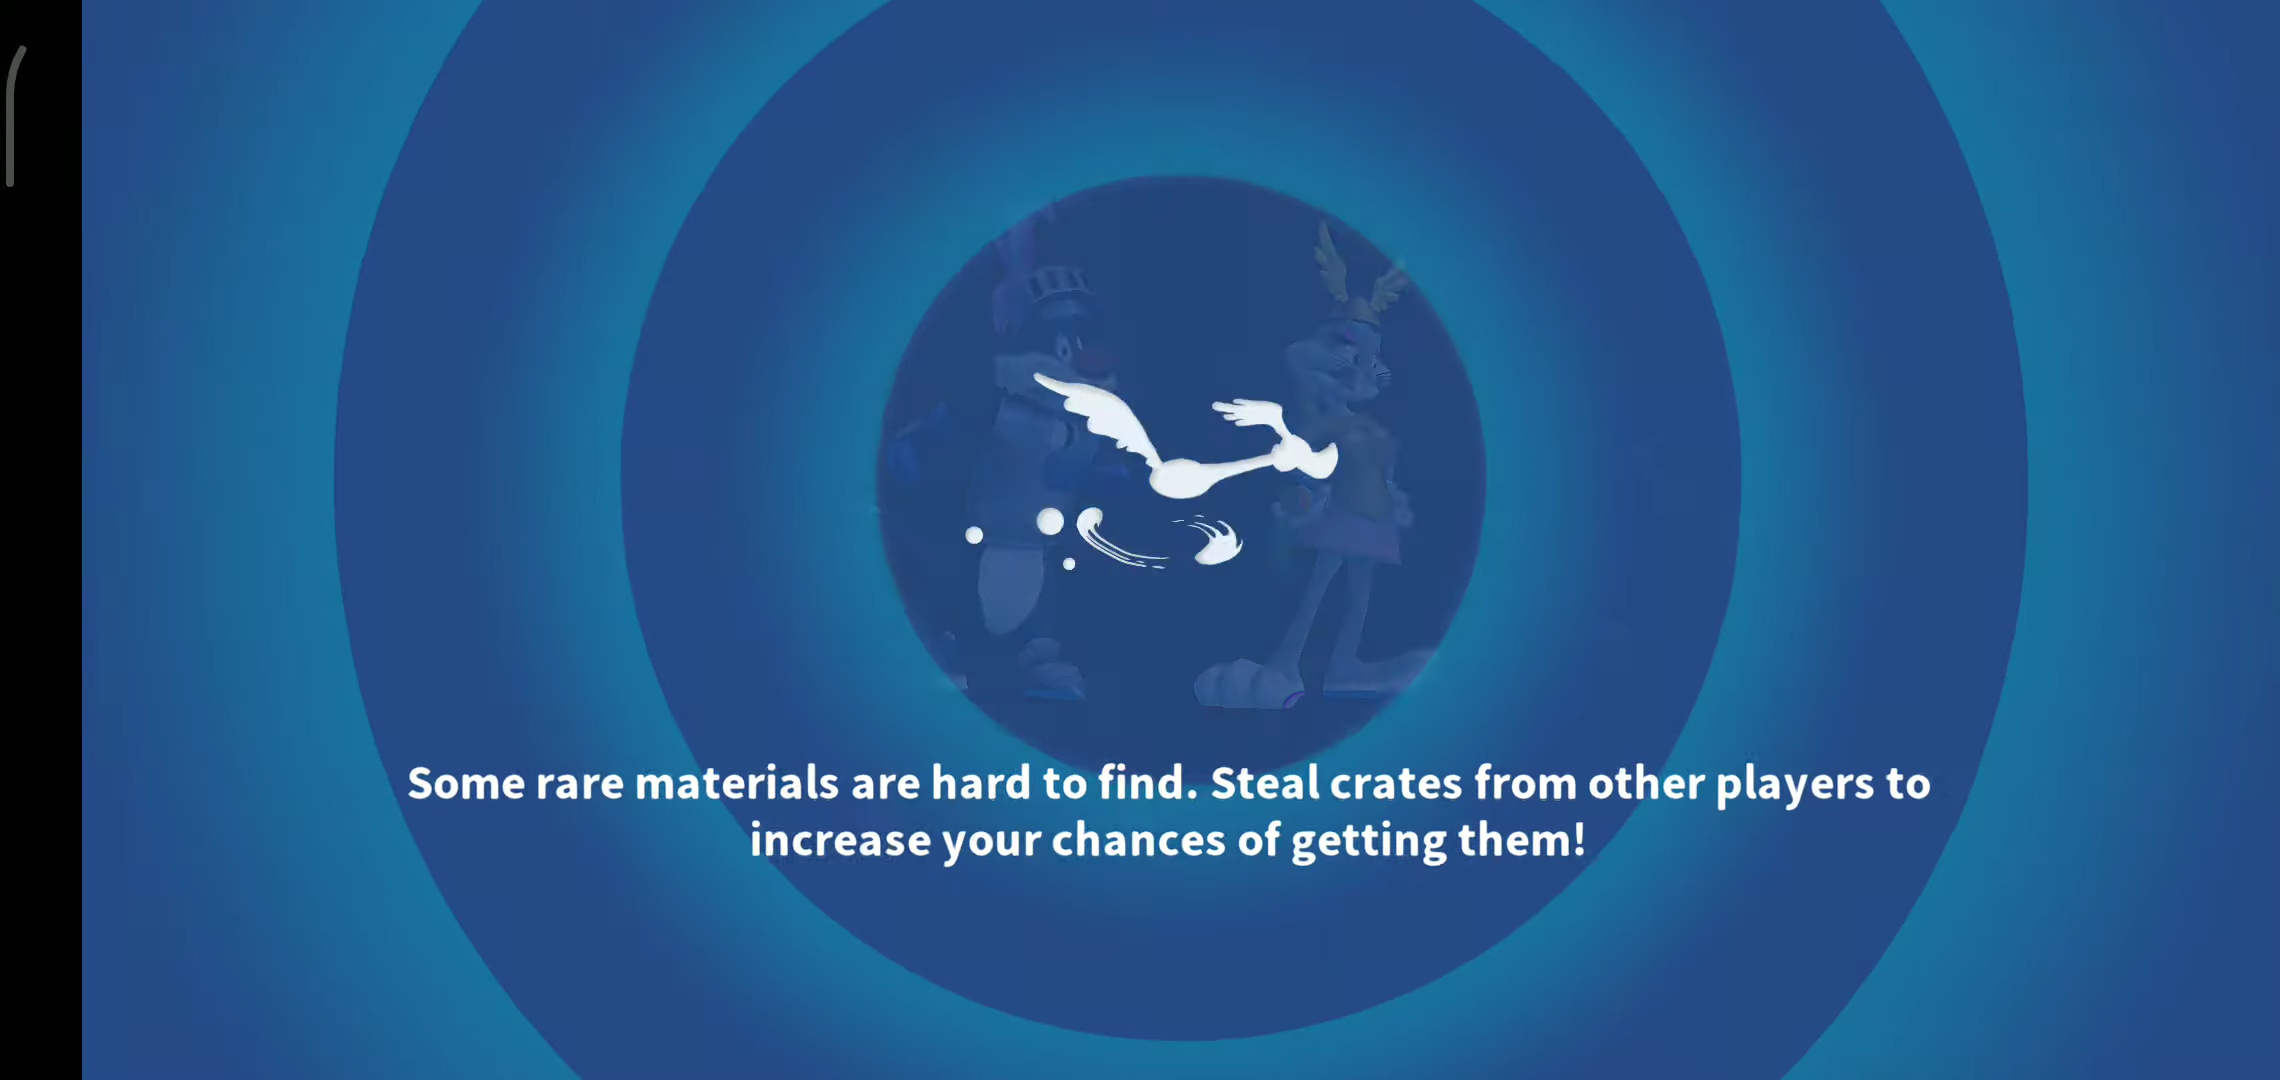 Some rare materials are hard to find. Steal crates from other players to
increase your chances of getting them!